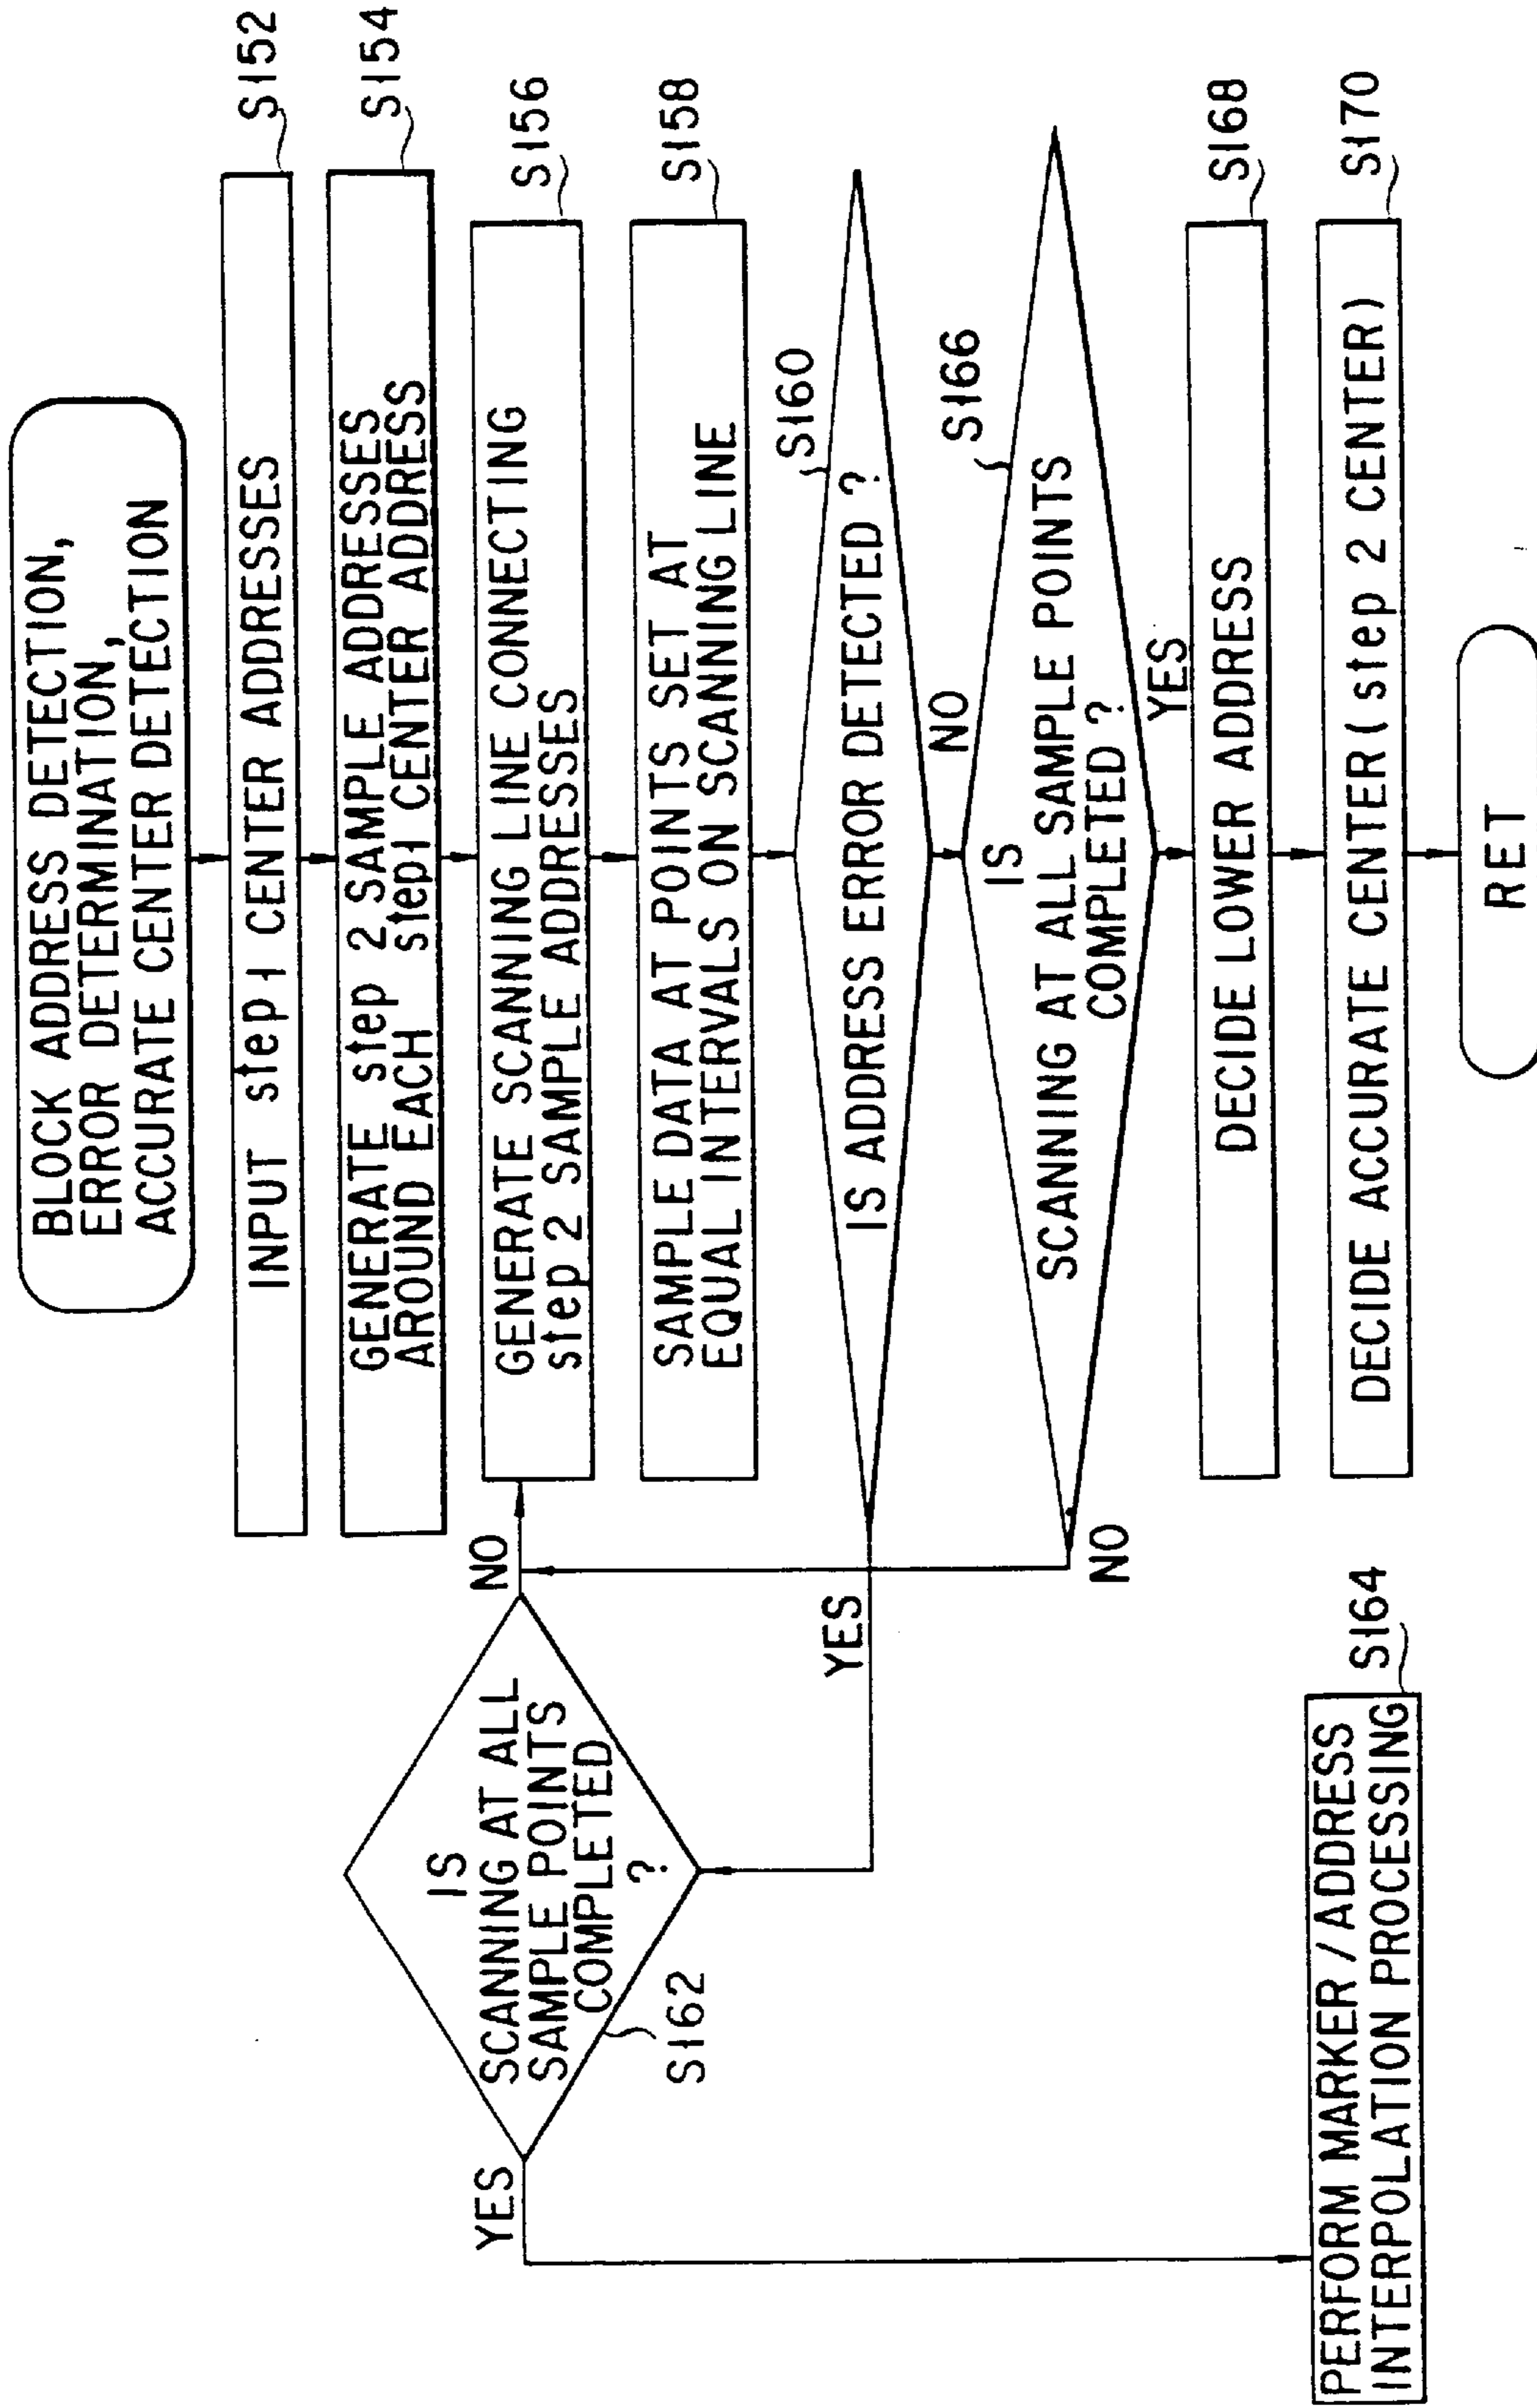 BLOCK ADDRESS DETECTION,
ERROR DETERMINATION,
ACCURATE CENTER DETECTION
INPUT step1 CENTER ADDRESSES
S152
GENERATE step 2 SAMPLE ADDRESSES
AROUND EACH step1 CENTER ADDRESS
S154
GENERATE SCANNING LINE CONNECTING
step 2 SAMPLE ADDRESSES
S156
SAMPLE DATA AT POINTS SET AT
EQUAL INTERVALS ON SCANNING LINE
S158
IS ADDRESS ERROR DETECTED ?
S160
YES
NO
IS
SCANNING AT ALL
SAMPLE POINTS
COMPLETED
?
S162
YES
NO
IS
SCANNING AT ALL SAMPLE POINTS
COMPLETED ?
S166
NO
YES
PERFORM MARKER / ADDRESS
INTERPOLATION PROCESSING
S164
DECIDE LOWER ADDRESS
S168
DECIDE ACCURATE CENTER (step 2 CENTER)
S170
RET